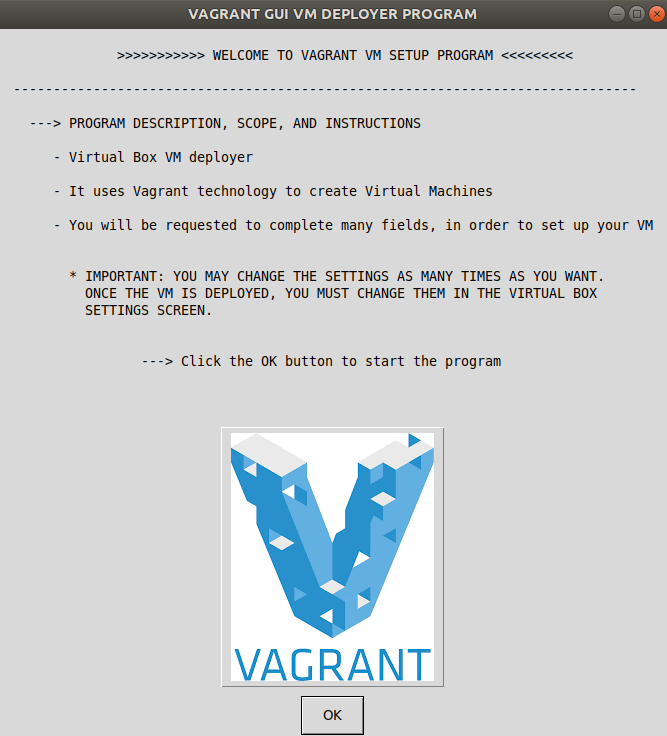 VAGRANT GUI VM DEPLOYER PROGRAM
>>>>>>>>>>> WELCOME TO VAGRANT VM SETUP PROGRAM <<<<<<<<<
------------------------------------------------------------------------------
---> PROGRAM DESCRIPTION, SCOPE, AND INSTRUCTIONS
- Virtual Box VM deployer
- It uses Vagrant technology to create Virtual Machines
- You will be requested to complete many fields, in order to set up your VM
* IMPORTANT: YOU MAY CHANGE THE SETTINGS AS MANY TIMES AS YOU WANT.
ONCE THE VM IS DEPLOYED, YOU MUST CHANGE THEM IN THE VIRTUAL BOX
SETTINGS SCREEN.
---> Click the OK button to start the program
VAGRANT
OK